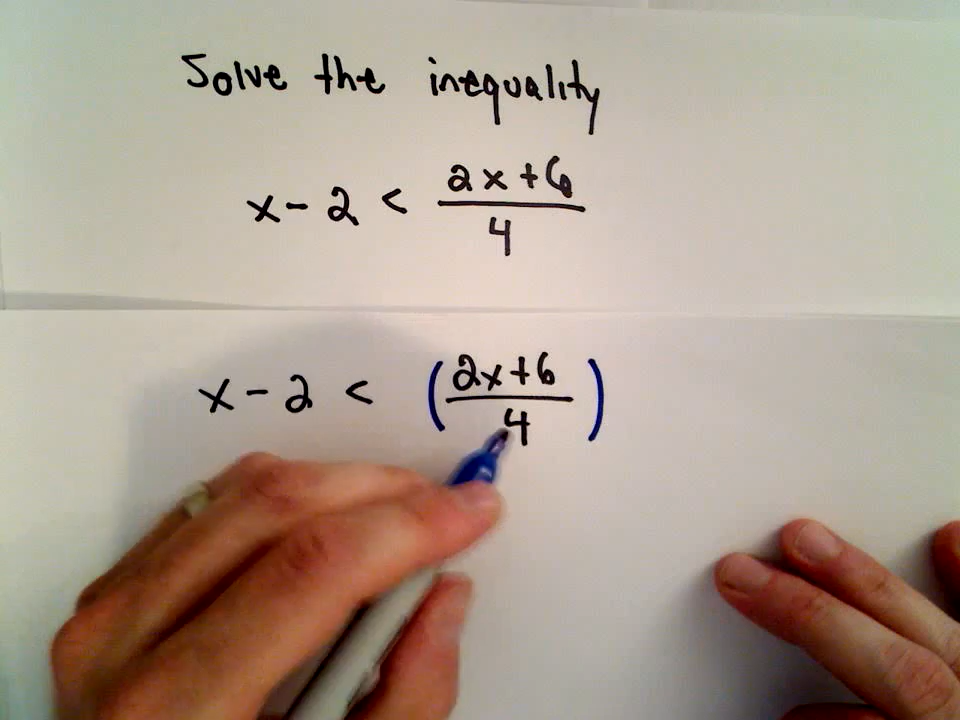 Solve the inequality
x - 2 < (2x + 6)/4
x - 2 < ((2x + 6)/4)